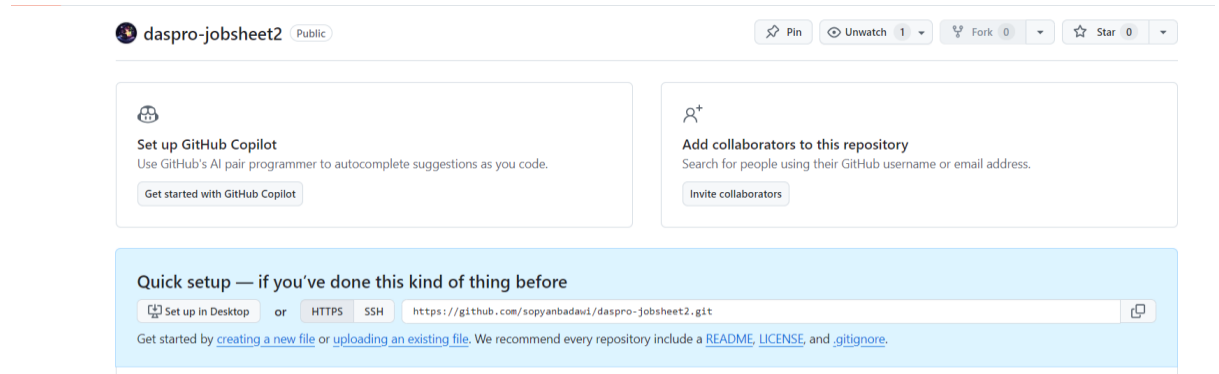 daspro-jobsheet2 Public
Pin
Unwatch 1
Fork 0
Star 0
Set up GitHub Copilot
Use GitHub's AI pair programmer to autocomplete suggestions as you code.
Get started with GitHub Copilot
Add collaborators to this repository
Search for people using their GitHub username or email address.
Invite collaborators
Quick setup — if you've done this kind of thing before
Set up in Desktop or HTTPS SSH https://github.com/sopyanbadawi/daspro-jobsheet2.git
Get started by creating a new file or uploading an existing file. We recommend every repository include a README, LICENSE, and .gitignore.